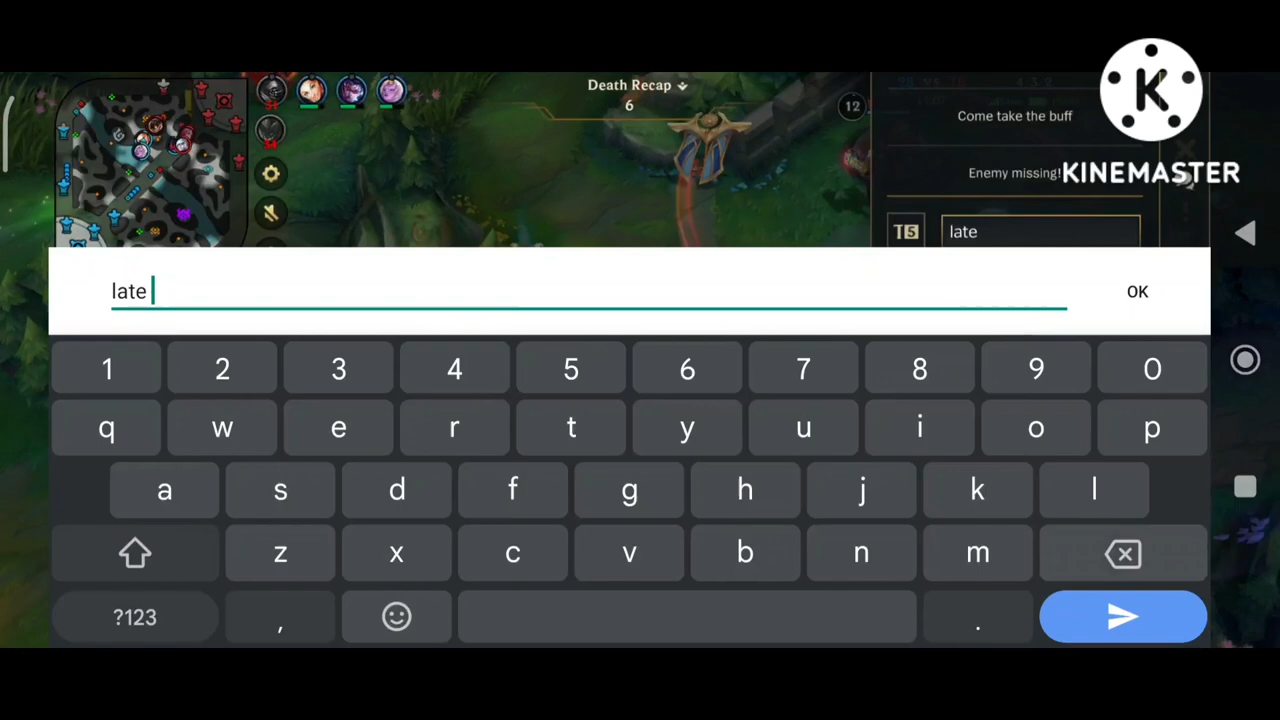 Death Recap
6
12
Come take the buff
Enemy missing!
K
KINEMASTER
T5
late
late
OK
1 2 3 4 5 6 7 8 9 0
q w e r t y u i o p
a s d f g h j k l
z x c v b n m
?123 , .